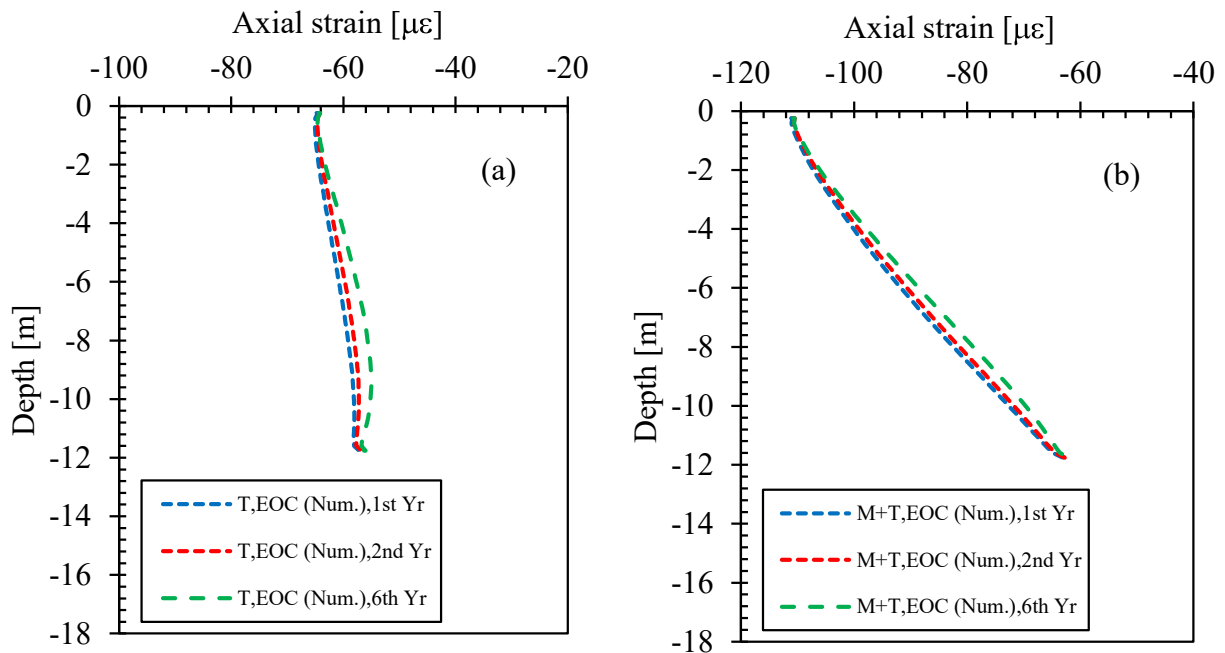 Axial strain [με]
-100 -80 -60 -40 -20
0
-2
-4
-6
-8
-10
-12
-14
-16
-18
Depth [m]
(a)
T,EOC (Num.),1st Yr
T,EOC (Num.),2nd Yr
T,EOC (Num.),6th Yr
Axial strain [με]
-120 -100 -80 -60 -40
0
-2
-4
-6
-8
-10
-12
-14
-16
-18
Depth [m]
(b)
M+T,EOC (Num.),1st Yr
M+T,EOC (Num.),2nd Yr
M+T,EOC (Num.),6th Yr